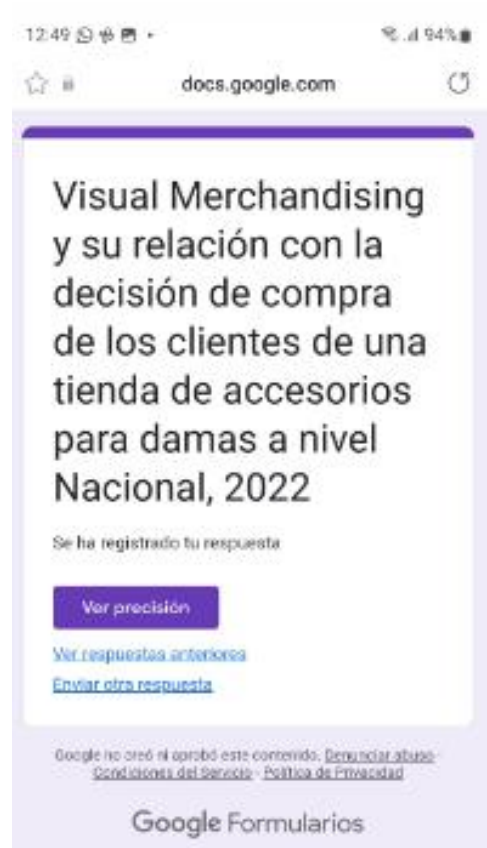 12:49
94%
docs.google.com
Visual Merchandising
y su relación con la
decisión de compra
de los clientes de una
tienda de accesorios
para damas a nivel
Nacional, 2022
Se ha registrado tu respuesta
Ver precisión
Ver respuestas anteriores
Enviar otra respuesta
Google no creó ni aprobó este contenido. Denunciar abuso -
Condiciones del Servicio - Política de Privacidad
Google Formularios